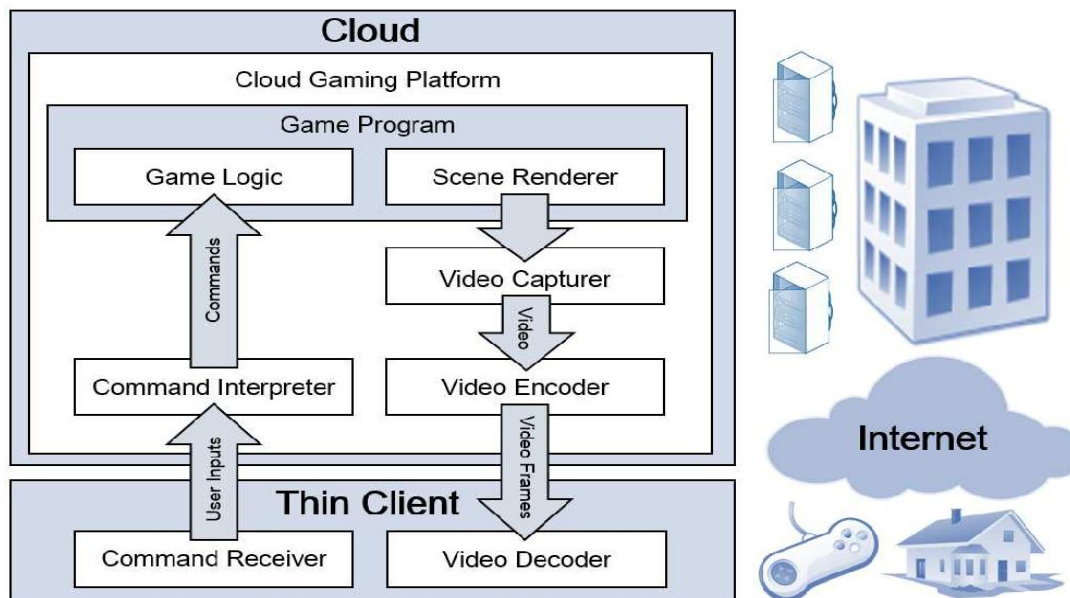 Cloud
Cloud Gaming Platform
Game Program
Game Logic
Scene Renderer
Commands
Video Capturer
Video
Command Interpreter
Video Encoder
User Inputs
Video Frames
Thin Client
Command Receiver
Video Decoder
Internet